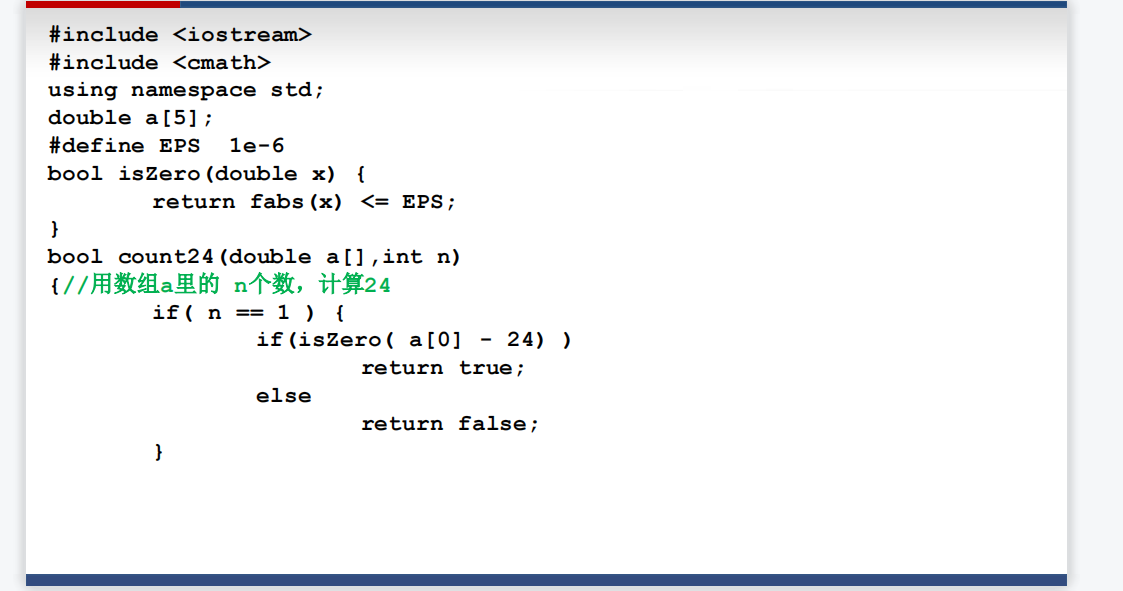 #include <iostream>
#include <cmath>
using namespace std;
double a[5];
#define EPS  1e-6
bool isZero(double x) {
        return fabs(x) <= EPS;
}
bool count24(double a[],int n)
{//用数组a里的 n个数，计算24
        if( n == 1 ) {
                if(isZero( a[0] - 24) )
                        return true;
                else
                        return false;
        }